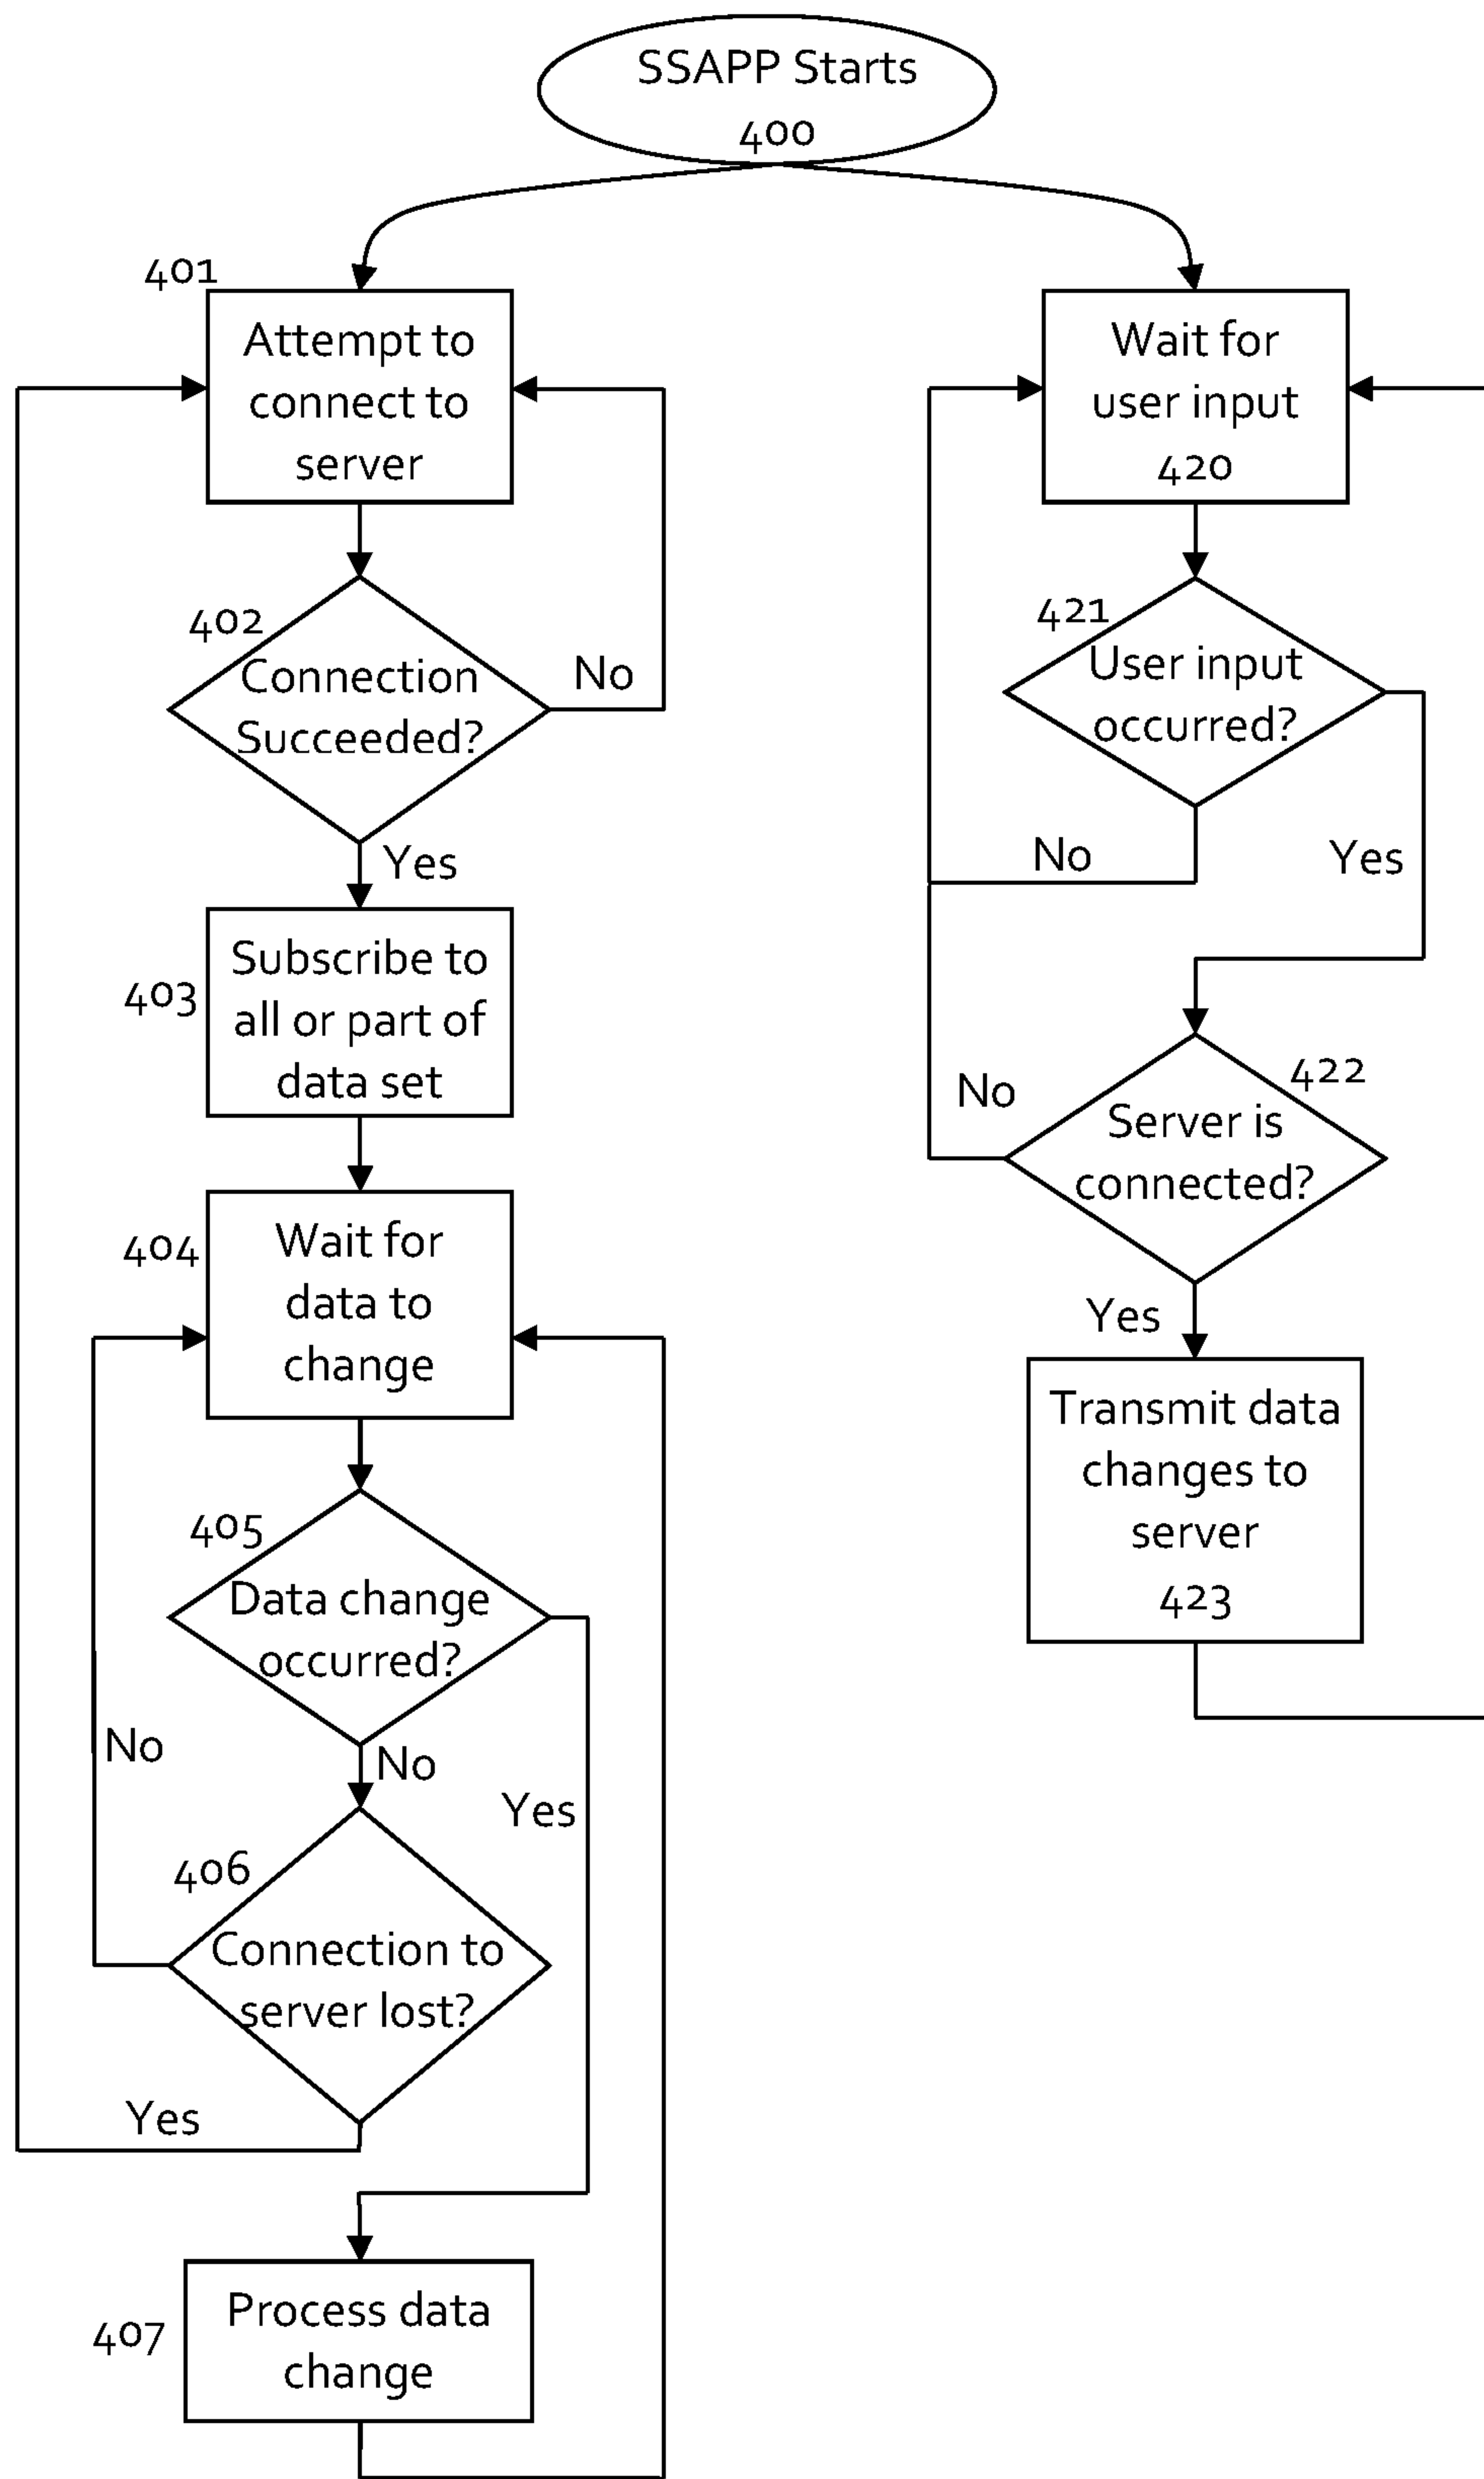 SSAPP Starts
400
401
Attempt to
connect to
server
402
Connection
Succeeded?
No
Yes
403
Subscribe to
all or part of
data set
404
Wait for
data to
change
405
Data change
occurred?
No
No
Yes
406
Connection to
server lost?
Yes
407
Process data
change
Wait for
user input
420
421
User input
occurred?
No
Yes
422
Server is
connected?
No
Yes
Transmit data
changes to
server
423